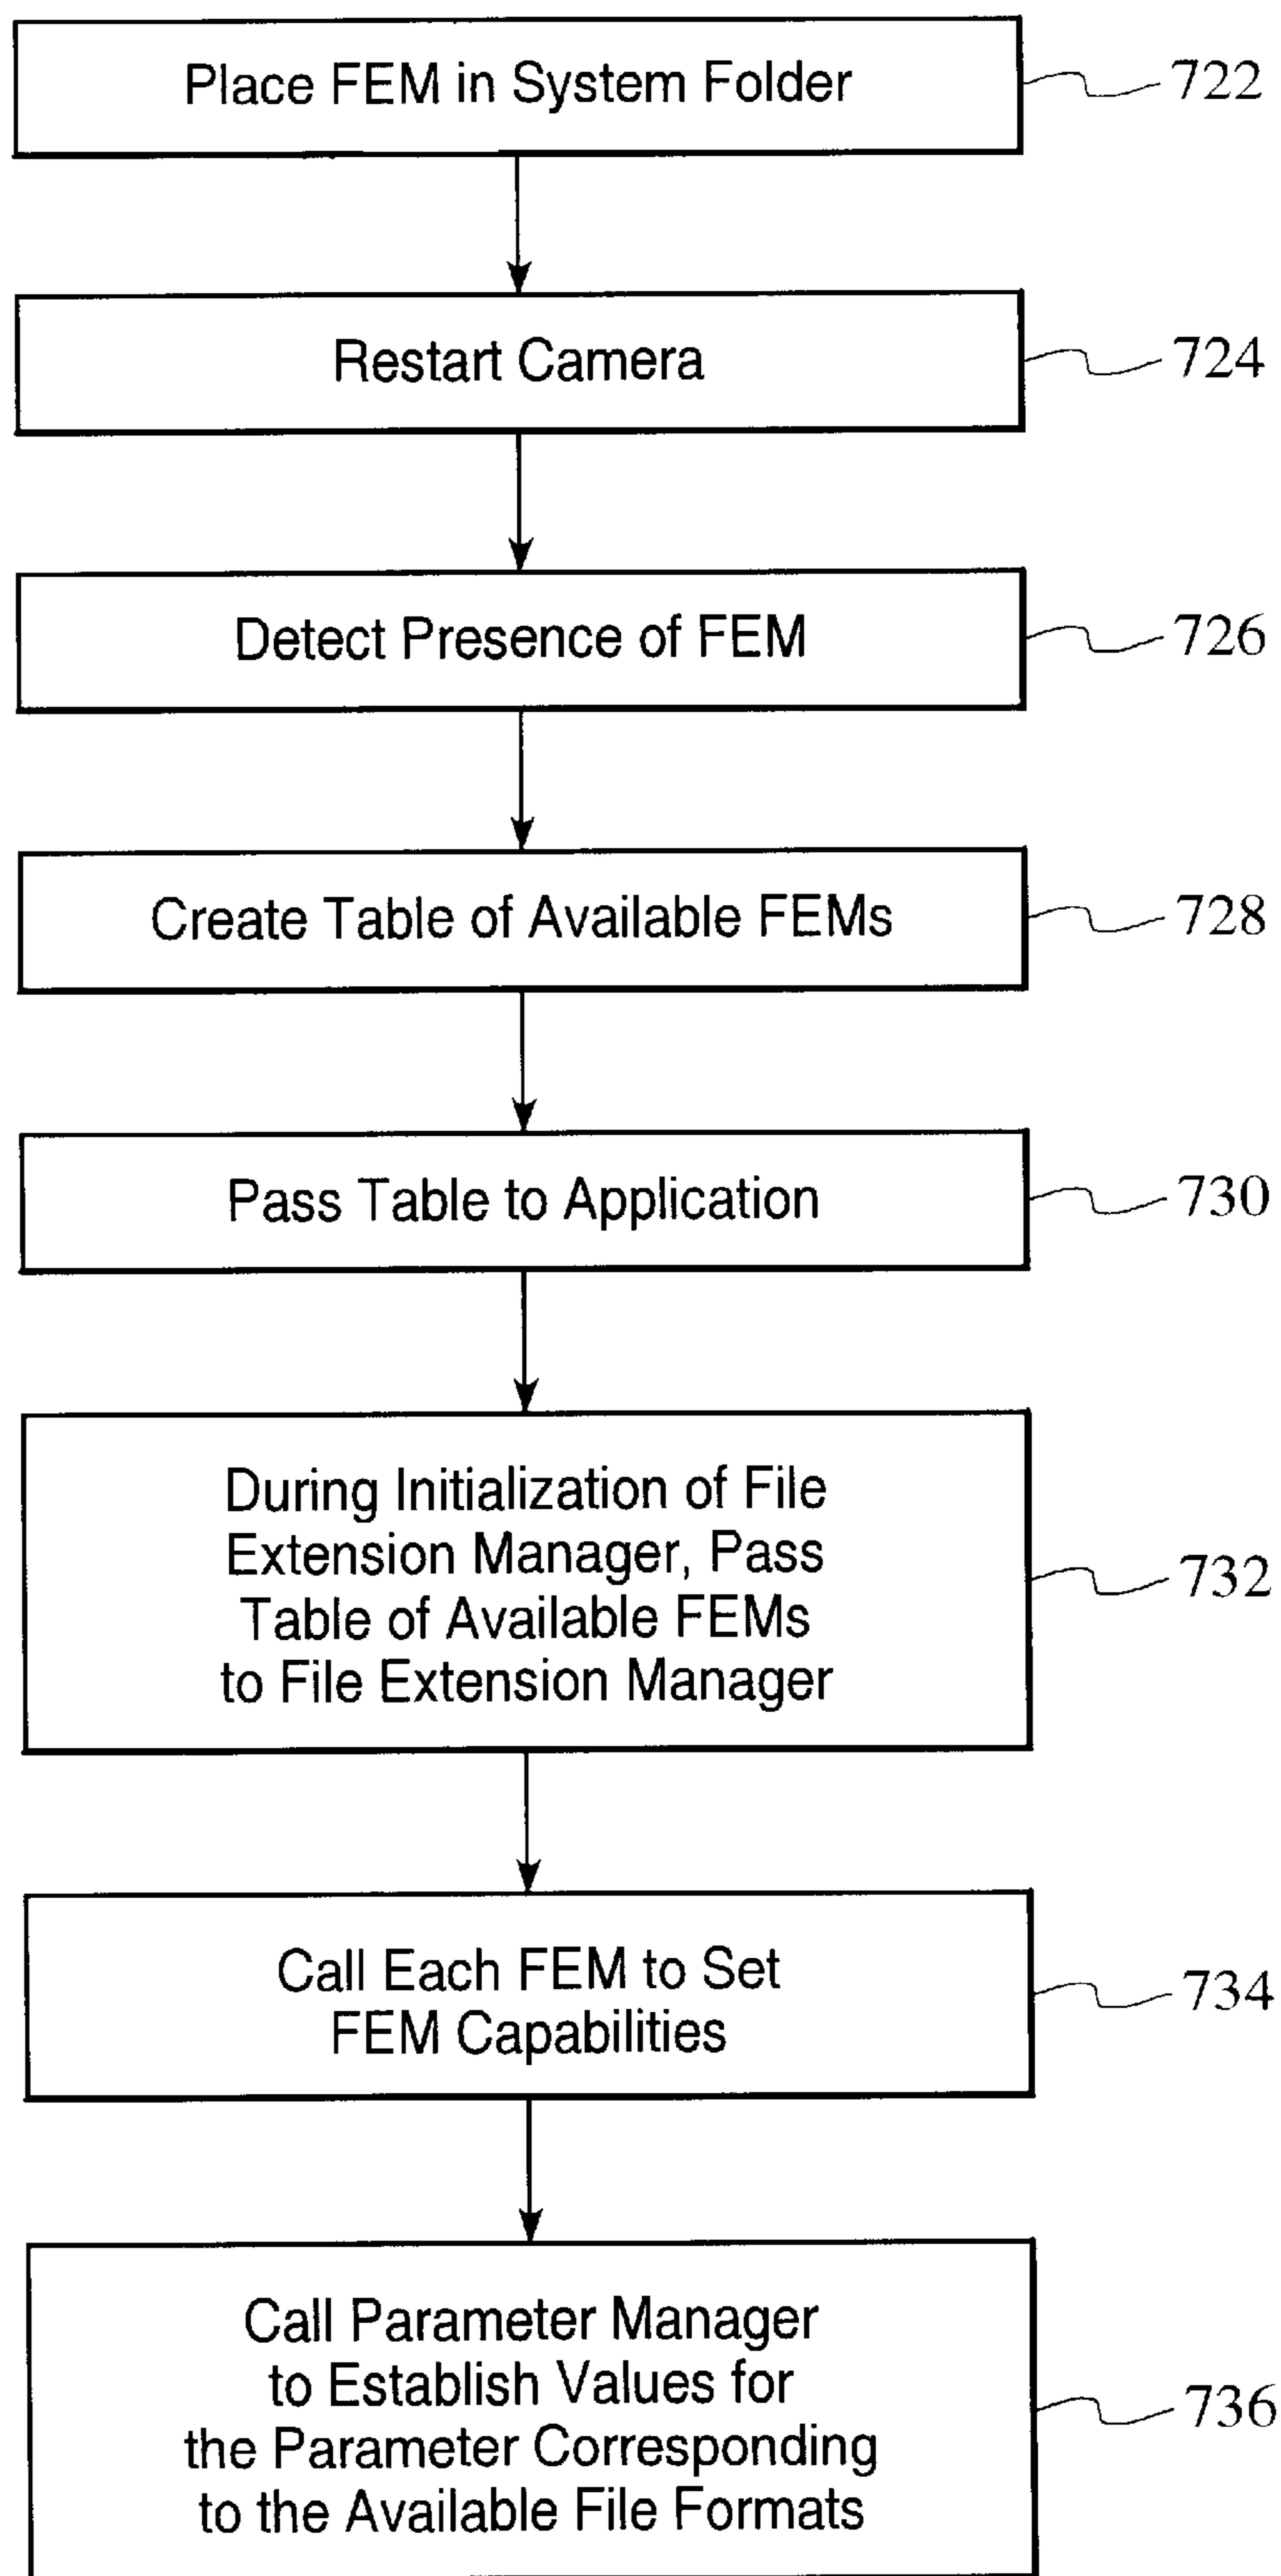 Place FEM in System Folder
722
Restart Camera
724
Detect Presence of FEM
726
Create Table of Available FEMs
728
Pass Table to Application
730
During Initialization of File
Extension Manager, Pass
Table of Available FEMs
to File Extension Manager
732
Call Each FEM to Set
FEM Capabilities
734
Call Parameter Manager
to Establish Values for
the Parameter Corresponding
to the Available File Formats
736